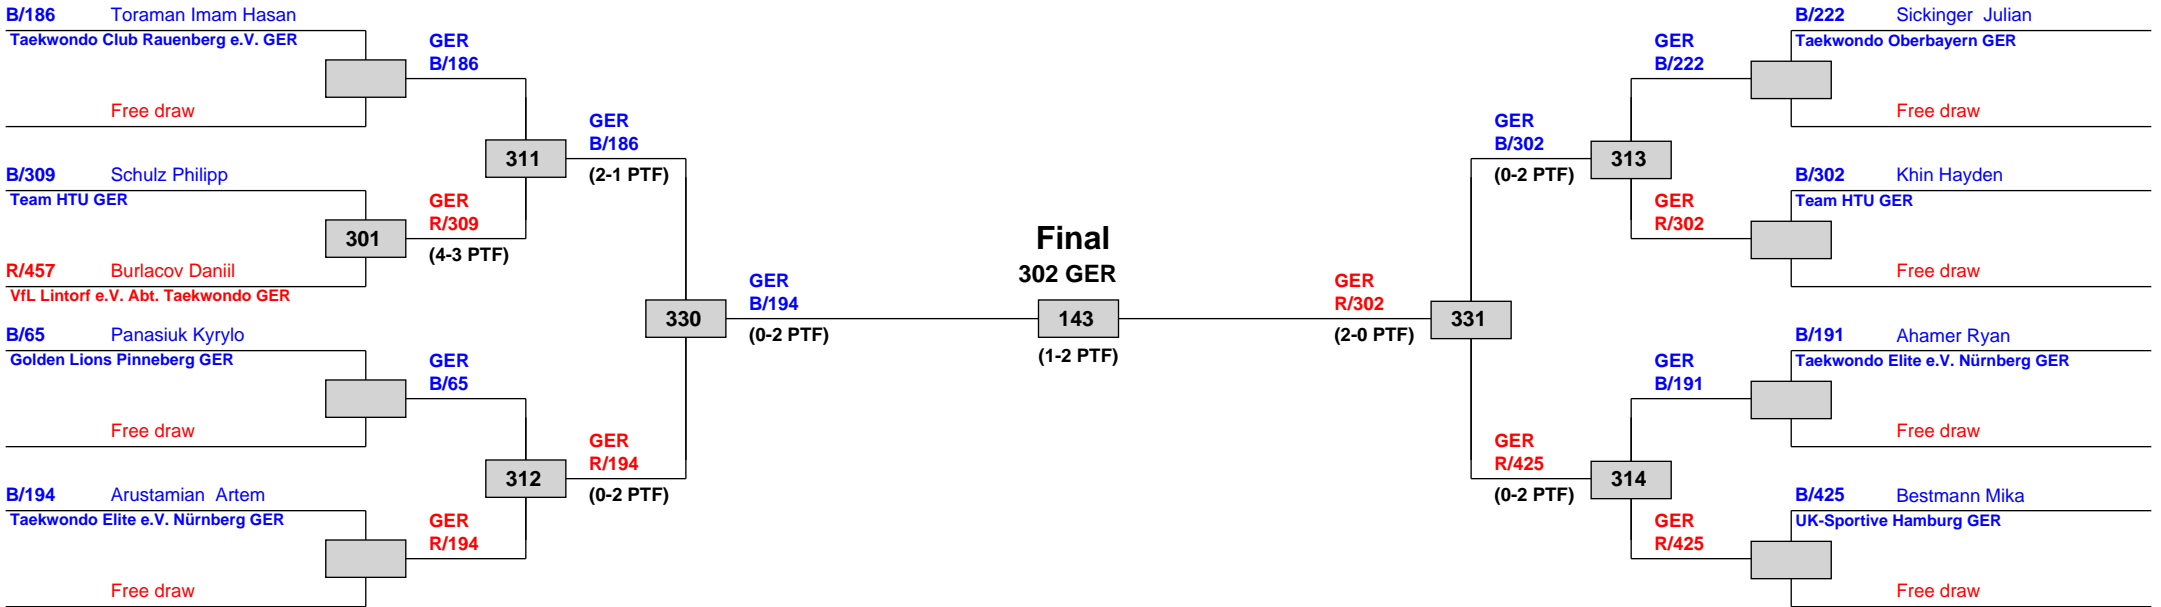 B/186 Toraman Imam Hasan
Taekwondo Club Rauenberg e.V. GER
GER
B/186
Free draw
GER
B/186
311
(2-1 PTF)
B/309 Schulz Philipp
Team HTU GER
GER
R/309
301
(4-3 PTF)
R/457 Burlacov Daniil
VfL Lintorf e.V. Abt. Taekwondo GER
GER
B/194
330
(0-2 PTF)
B/65 Panasiuk Kyrylo
Golden Lions Pinneberg GER
GER
B/65
Free draw
GER
R/194
312
(0-2 PTF)
B/194 Arustamian Artem
Taekwondo Elite e.V. Nürnberg GER
GER
R/194
Free draw
Final
302 GER
143
(1-2 PTF)
B/222 Sickinger Julian
Taekwondo Oberbayern GER
GER
B/222
Free draw
GER
B/302
313
(0-2 PTF)
B/302 Khin Hayden
Team HTU GER
GER
R/302
Free draw
GER
R/302
331
(2-0 PTF)
B/191 Ahamer Ryan
Taekwondo Elite e.V. Nürnberg GER
GER
B/191
Free draw
GER
R/425
314
(0-2 PTF)
B/425 Bestmann Mika
UK-Sportive Hamburg GER
GER
R/425
Free draw